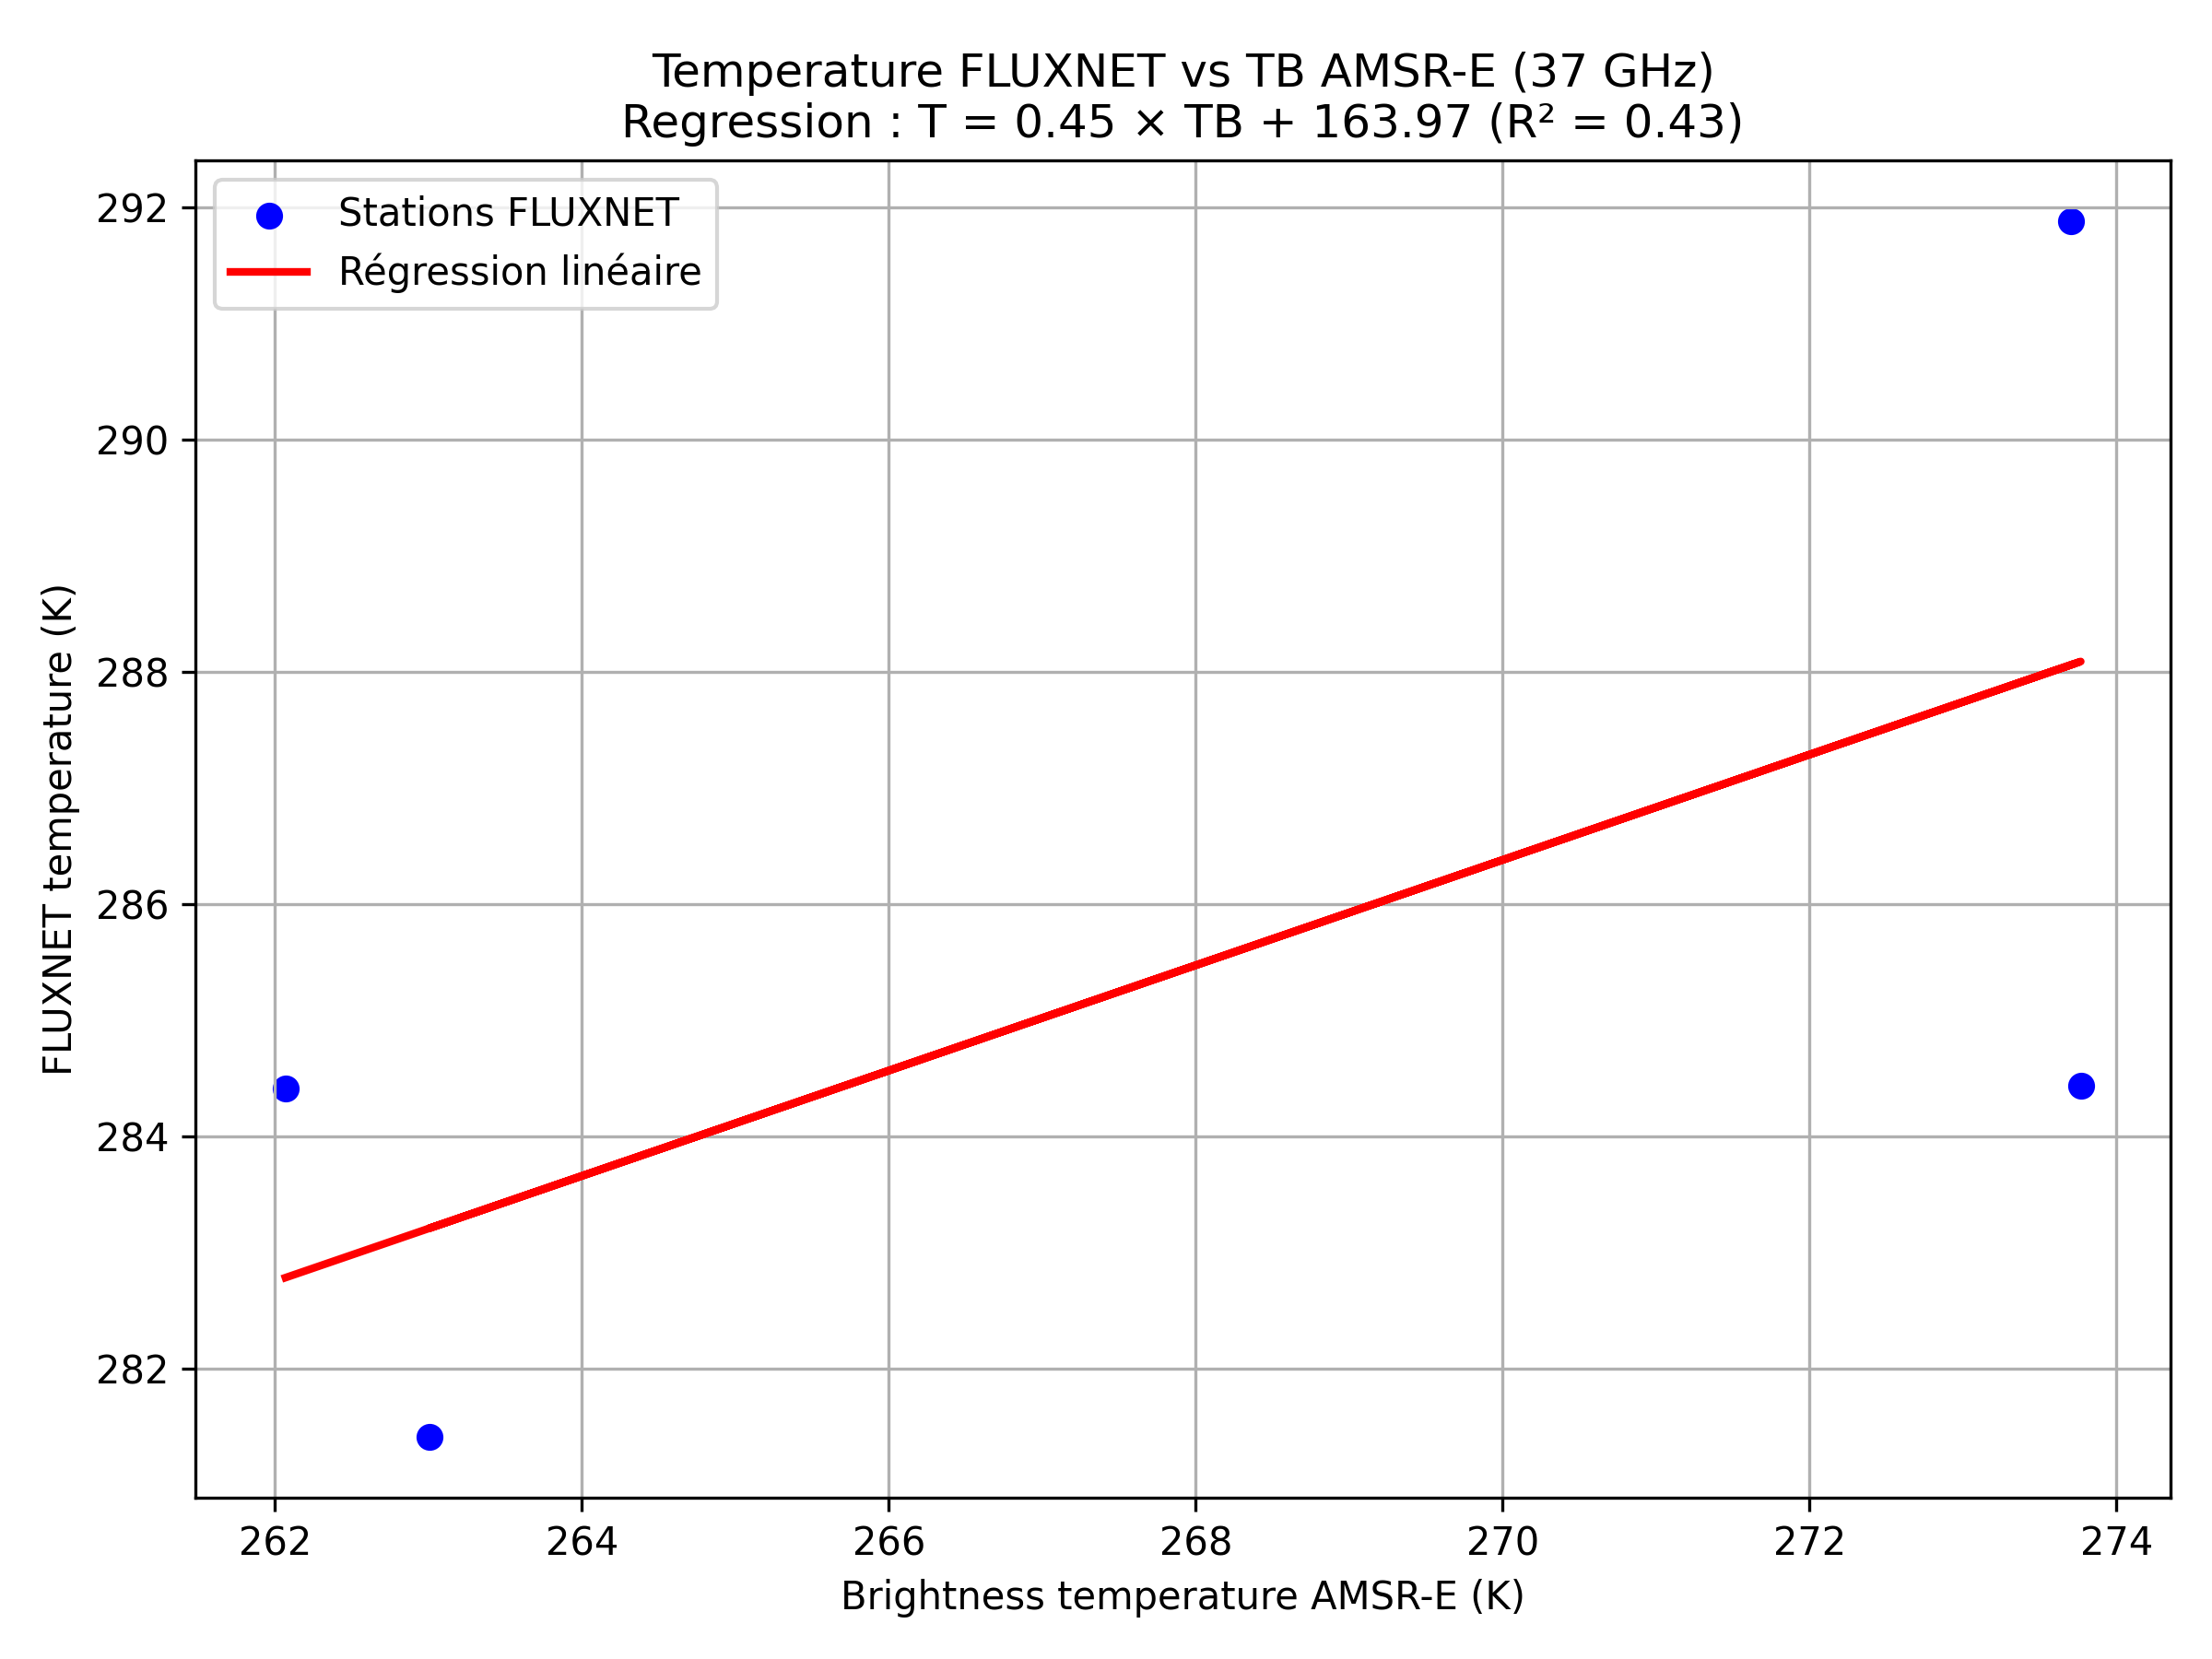 Temperature FLUXNET vs TB AMSR-E (37 GHz)
Regression : T = 0.45 × TB + 163.97 (R² = 0.43)
Stations FLUXNET
Régression linéaire
292
290
288
286
284
282
FLUXNET temperature (K)
262 264 266 268 270 272 274
Brightness temperature AMSR-E (K)